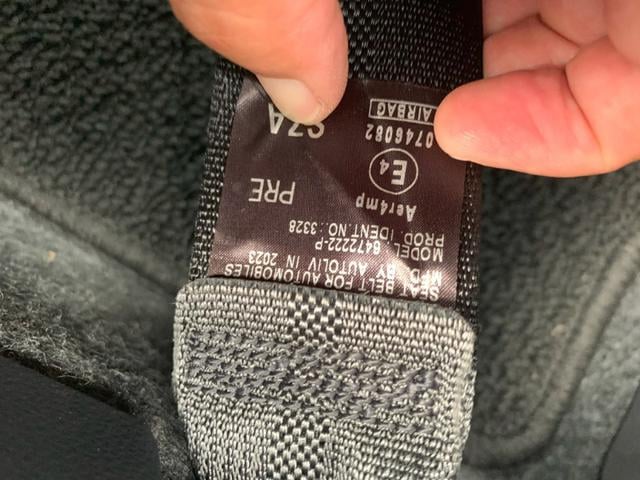 SEAT BELT FOR AUTOMOBILES
MFD. BY AUTOLIV IN 2023
MODEL: 6472222-P
PROD IDENT.NO: 3328
Aer4mp
PRE
E4
0746082
SZA
AIRBAG